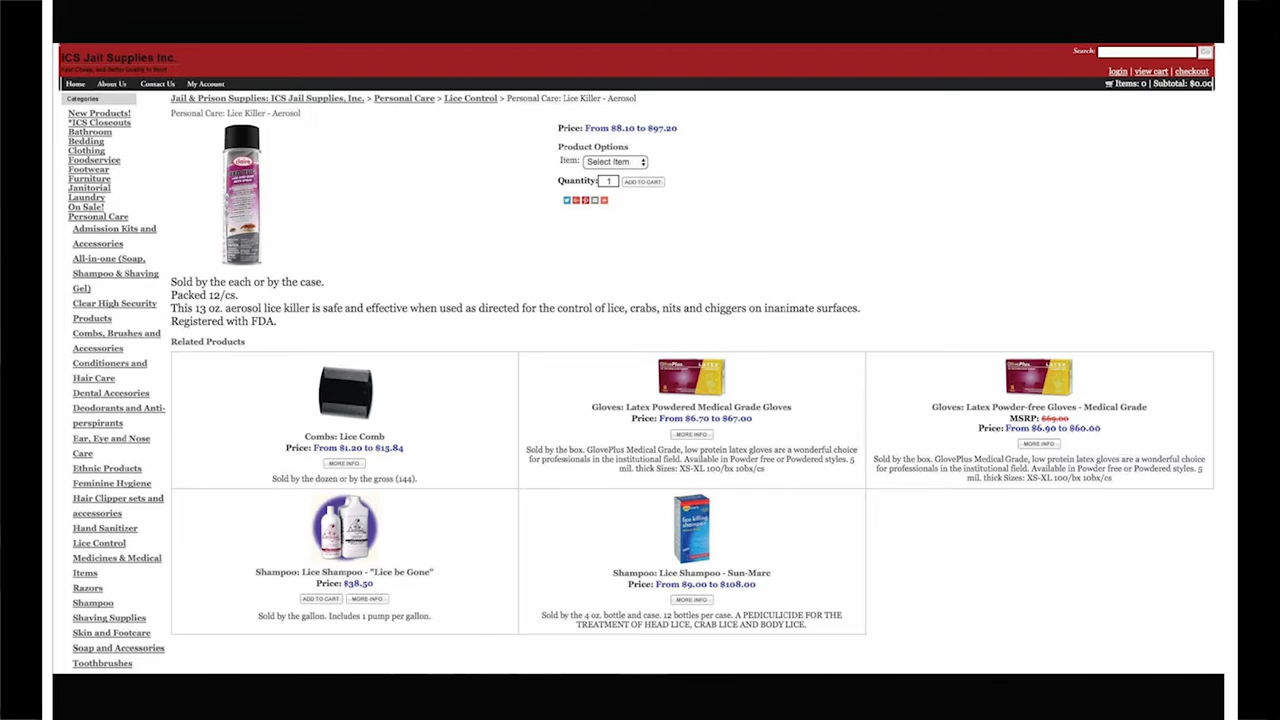 ICS Jail Supplies Inc.
Search:
Go
login | view cart | checkout
Home About Us Contact Us My Account
Items: 0 | Subtotal: $0.00
Categories
New Products!
*ICS Closeouts
Bathroom
Bedding
Clothing
Foodservice
Footwear
Furniture
Janitorial
Laundry
On Sale!
Personal Care
Admission Kits and
Accessories
All-in-one (Soap,
Shampoo & Shaving
Gel)
Clear High Security
Products
Combs, Brushes and
Accessories
Conditioners and
Hair Care
Dental Accesories
Deodorants and Anti-
perspirants
Ear, Eye and Nose
Care
Ethnic Products
Feminine Hygiene
Hair Clipper sets and
accessories
Hand Sanitizer
Lice Control
Medicines & Medical
Items
Razors
Shampoo
Shaving Supplies
Skin and Footcare
Soap and Accessories
Toothbrushes
Jail & Prison Supplies: ICS Jail Supplies, Inc. > Personal Care > Lice Control > Personal Care: Lice Killer - Aerosol
Personal Care: Lice Killer - Aerosol
claire
Price: From $8.10 to $97.20
Product Options
Item: Select Item
Quantity: 1 ADD TO CART
Sold by the each or by the case.
Packed 12/cs.
This 13 oz. aerosol lice killer is safe and effective when used as directed for the control of lice, crabs, nits and chiggers on inanimate surfaces.
Registered with FDA.
Related Products
Combs: Lice Comb
Price: From $1.20 to $15.84
MORE INFO
Sold by the dozen or by the gross (144).
Gloves: Latex Powdered Medical Grade Gloves
Price: From $6.70 to $67.00
MORE INFO
Sold by the box. GlovePlus Medical Grade, low protein latex gloves are a wonderful choice
for professionals in the institutional field. Available in Powder free or Powdered styles. 5
mil. thick Sizes: XS-XL 100/bx 10bx/cs
Gloves: Latex Powder-free Gloves - Medical Grade
MSRP: $69.00
Price: From $6.90 to $60.00
MORE INFO
Sold by the box. GlovePlus Medical Grade, low protein latex gloves are a wonderful choice
for professionals in the institutional field. Available in Powder free or Powdered styles. 5
mil. thick Sizes: XS-XL 100/bx 10bx/cs
Shampoo: Lice Shampoo - "Lice be Gone"
Price: $38.50
ADD TO CART MORE INFO
Sold by the gallon. Includes 1 pump per gallon.
lice killing
shampoo
Shampoo: Lice Shampoo - Sun-Marc
Price: From $9.00 to $108.00
MORE INFO
Sold by the 4 oz. bottle and case. 12 bottles per case. A PEDICULICIDE FOR THE
TREATMENT OF HEAD LICE, CRAB LICE AND BODY LICE.